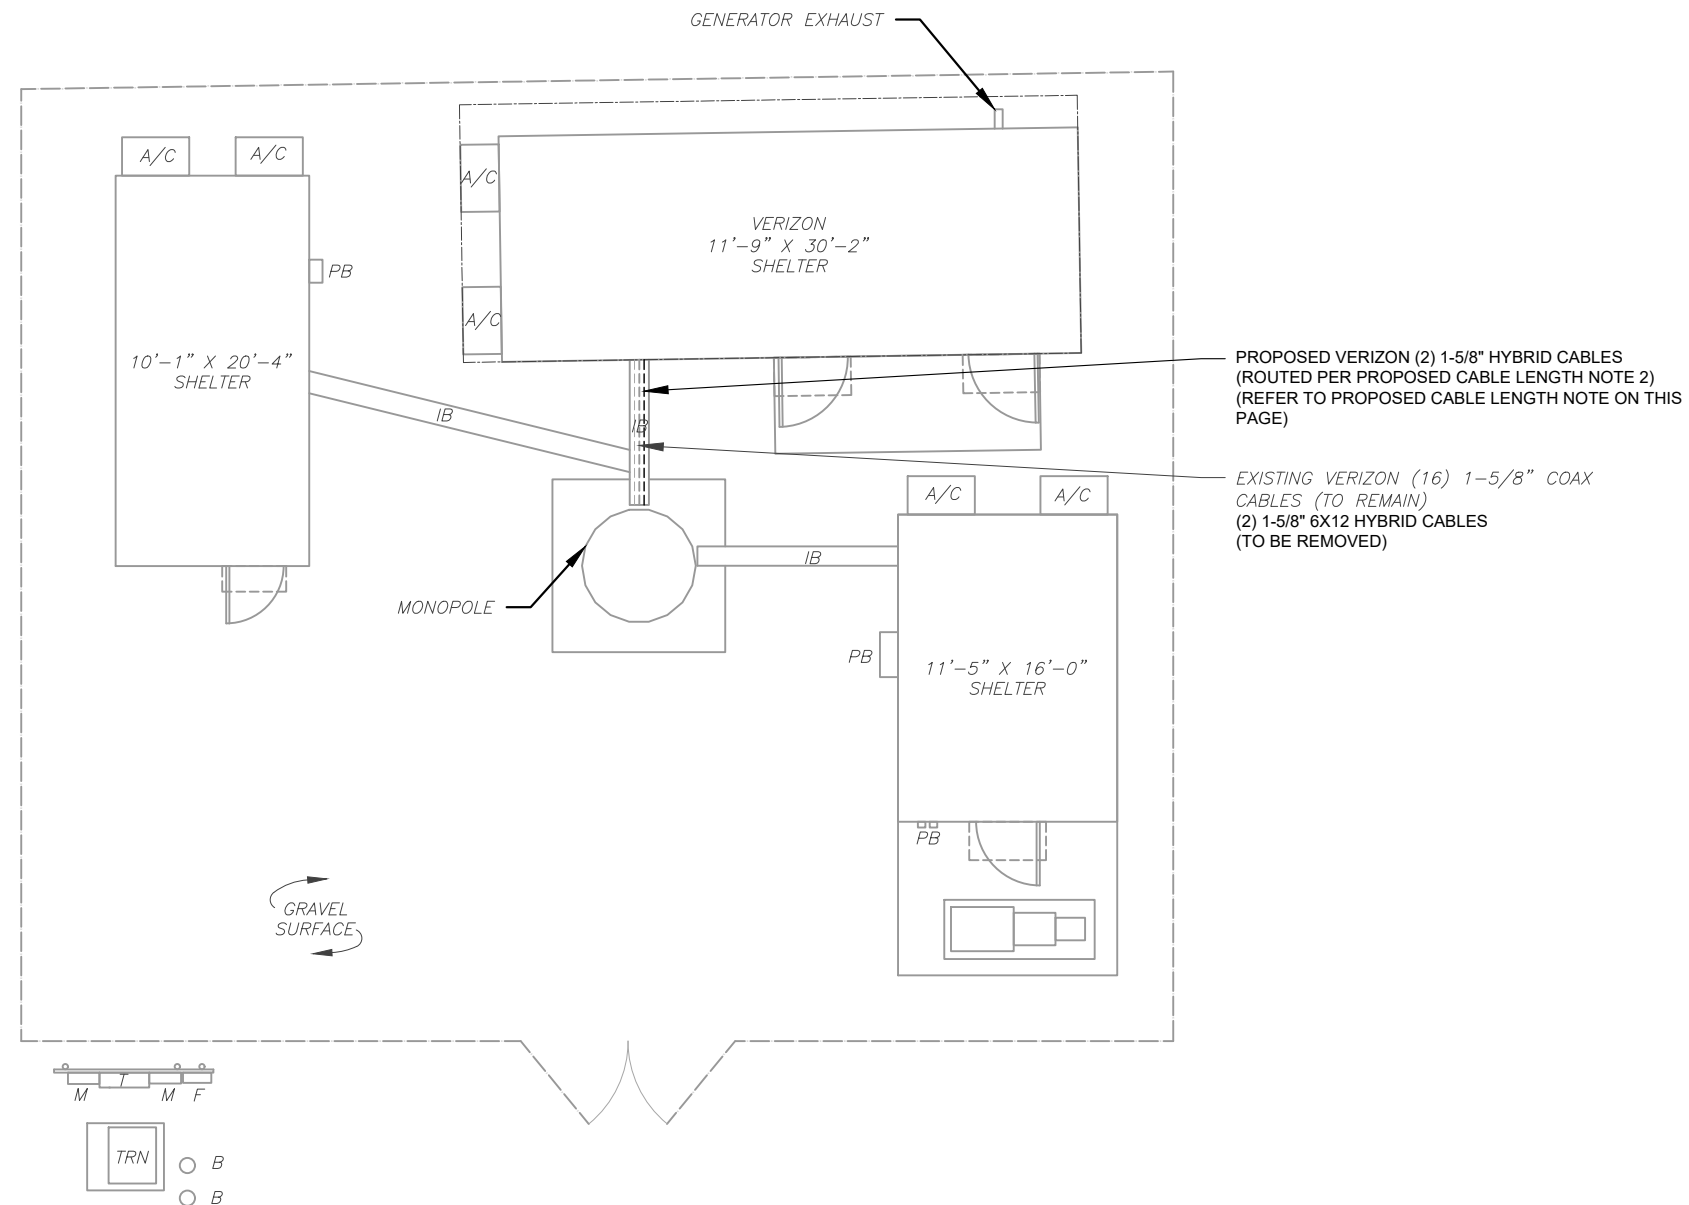 GENERATOR EXHAUST
A/C
A/C
A/C
VERIZON
11'-9" X 30'-2"
SHELTER
PB
A/C
10'-1" X 20'-4"
SHELTER
PROPOSED VERIZON (2) 1-5/8" HYBRID CABLES
(ROUTED PER PROPOSED CABLE LENGTH NOTE 2)
(REFER TO PROPOSED CABLE LENGTH NOTE ON THIS
PAGE)
IB
IB
EXISTING VERIZON (16) 1-5/8" COAX
CABLES (TO REMAIN)
(2) 1-5/8" 6X12 HYBRID CABLES
(TO BE REMOVED)
A/C
A/C
IB
MONOPOLE
PB
11'-5" X 16'-0"
SHELTER
PB
GRAVEL
SURFACE
T
M
M
F
TRN
B
B